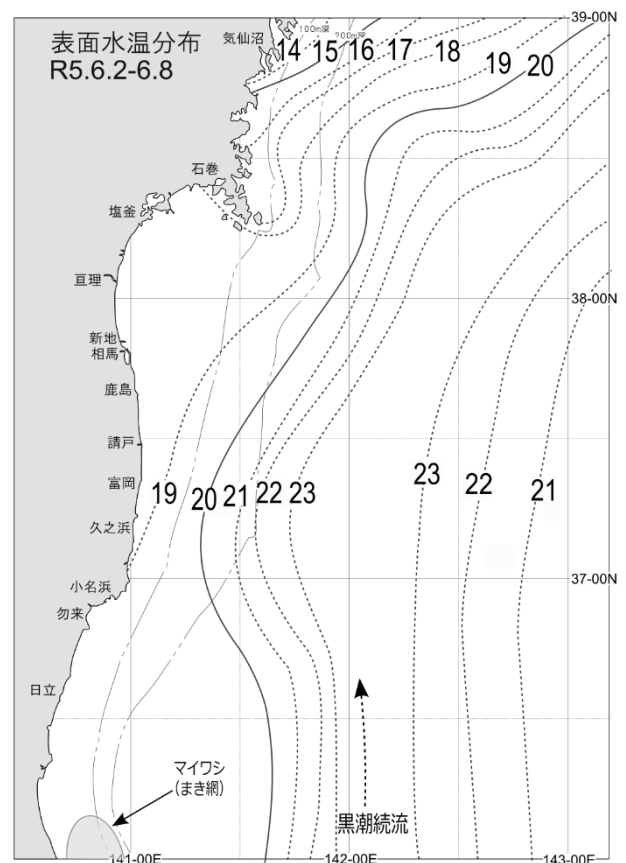 表面水温分布
R5.6.2-6.8
39-00N
100m深
200m深
気仙沼
14 15 16 17 18 19 20
石巻
塩釜
亘理
38-00N
新地
相馬
鹿島
請戸
富岡
19 20 21 22 23 23 22 21
久之浜
37-00N
小名浜
勿来
日立
マイワシ
(まき網)
黒潮続流
141-00E 142-00E 143-00E